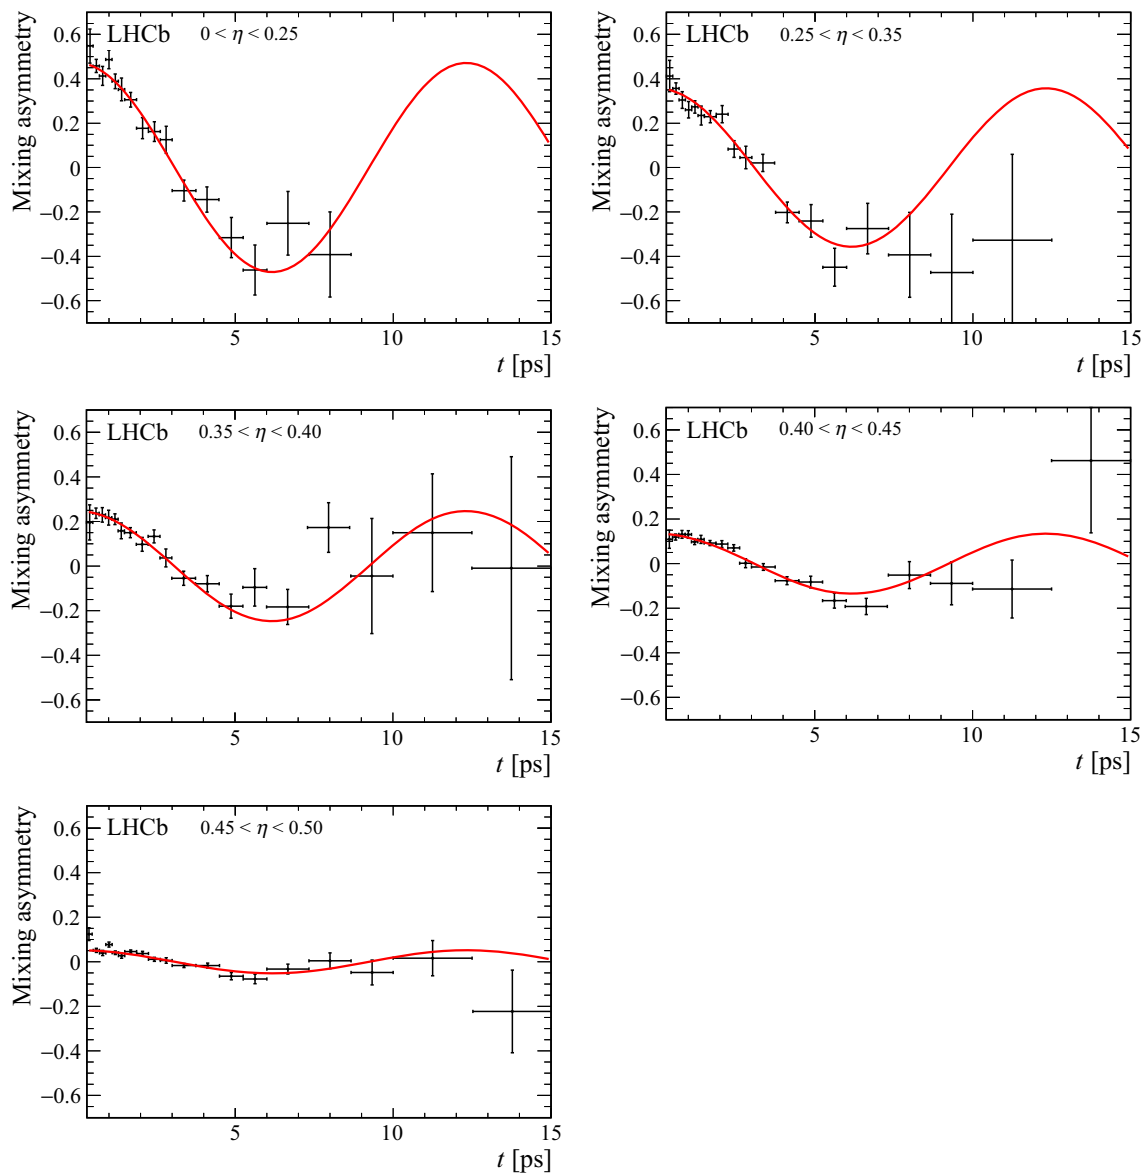 Mixing asymmetry
LHCb 0 < η < 0.25
0.6
0.4
0.2
0
−0.2
−0.4
−0.6
5 10 15
t [ps]
Mixing asymmetry
LHCb 0.25 < η < 0.35
0.6
0.4
0.2
0
−0.2
−0.4
−0.6
5 10 15
t [ps]
Mixing asymmetry
LHCb 0.35 < η < 0.40
0.6
0.4
0.2
0
−0.2
−0.4
−0.6
5 10 15
t [ps]
Mixing asymmetry
LHCb 0.40 < η < 0.45
0.6
0.4
0.2
0
−0.2
−0.4
−0.6
5 10 15
t [ps]
Mixing asymmetry
LHCb 0.45 < η < 0.50
0.6
0.4
0.2
0
−0.2
−0.4
−0.6
5 10 15
t [ps]